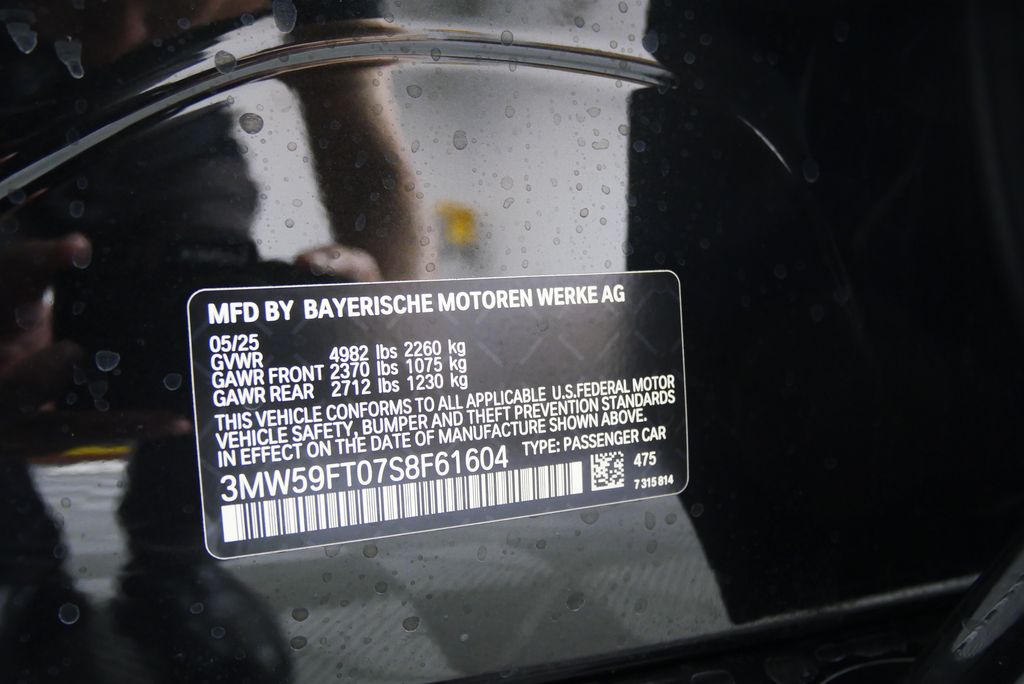 MFD BY BAYERISCHE MOTOREN WERKE AG
05/25
GVWR 4982 lbs 2260 kg
GAWR FRONT 2370 lbs 1075 kg
GAWR REAR 2712 lbs 1230 kg
THIS VEHICLE CONFORMS TO ALL APPLICABLE U.S.FEDERAL MOTOR
VEHICLE SAFETY, BUMPER AND THEFT PREVENTION STANDARDS
IN EFFECT ON THE DATE OF MANUFACTURE SHOWN ABOVE.
TYPE: PASSENGER CAR
3MW59FT07S8F61604
475
7 315 814